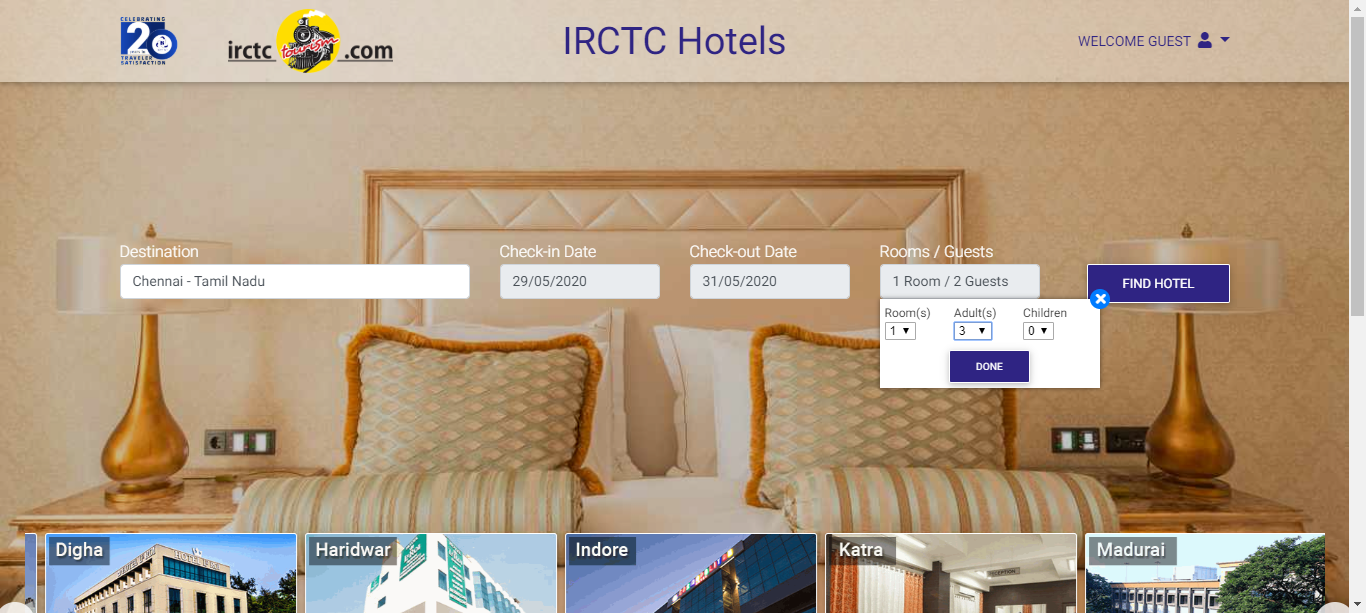 CELEBRATING
20
TRAVELER
SATISFACTION
irctc tourism .com
IRCTC Hotels
WELCOME GUEST
Destination
Check-in Date
Check-out Date
Rooms / Guests
Chennai - Tamil Nadu
29/05/2020
31/05/2020
1 Room / 2 Guests
FIND HOTEL
Room(s)
Adult(s)
Children
1
3
0
DONE
Digha
Haridwar
Indore
Katra
Madurai
RECEPTION